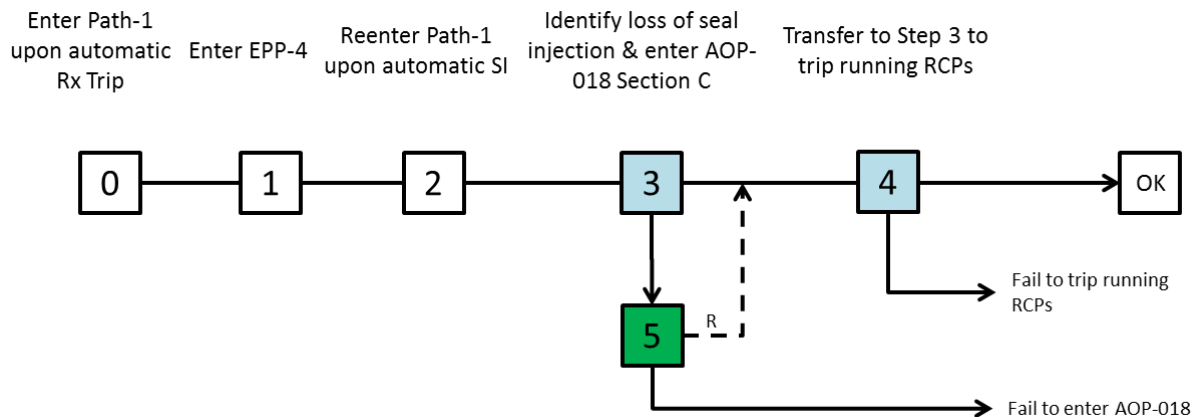 Enter Path-1
upon automatic
Rx Trip
Enter EPP-4
Reenter Path-1
upon automatic SI
Identify loss of seal
injection & enter AOP-
018 Section C
Transfer to Step 3 to
trip running RCPs
0
1
2
3
4
OK
5
R
Fail to trip running
RCPs
Fail to enter AOP-018